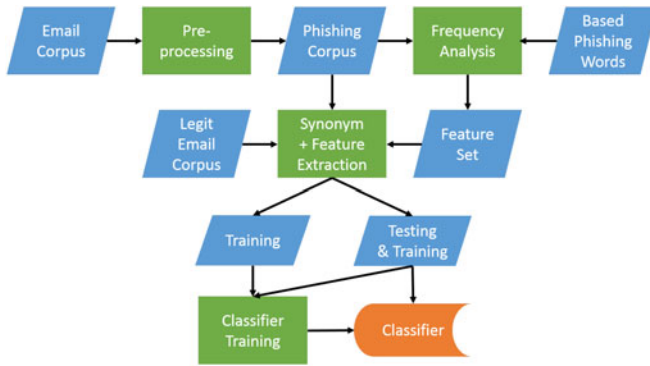 Email
Corpus
Pre-
processing
Phishing
Corpus
Frequency
Analysis
Based
Phishing
Words
Legit
Email
Corpus
Synonym
+ Feature
Extraction
Feature
Set
Training
Testing
& Training
Classifier
Training
Classifier